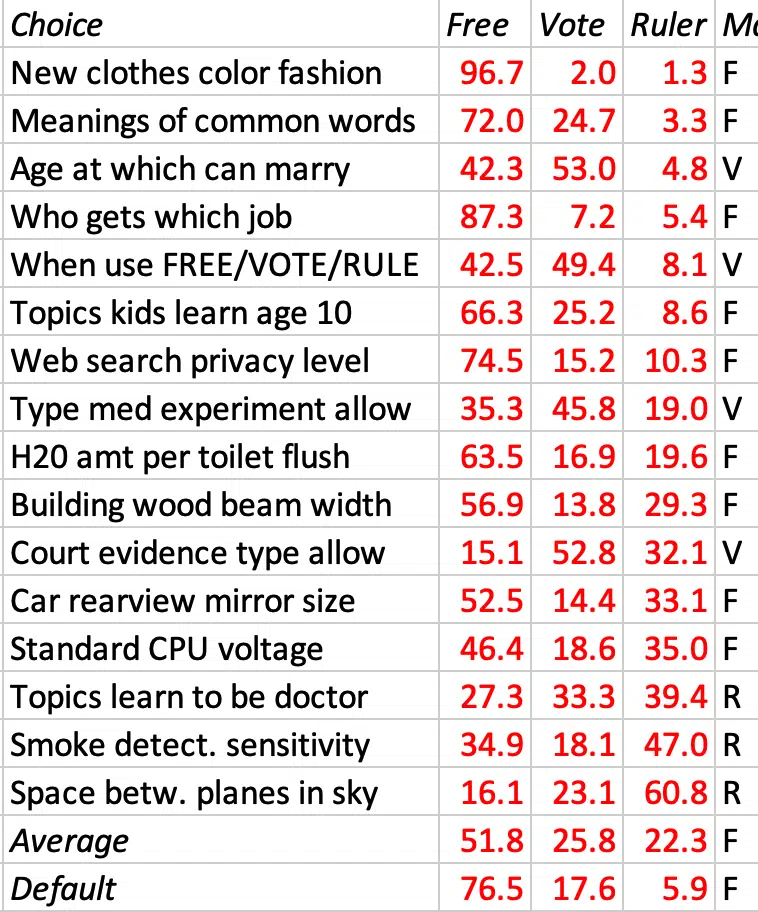 Choice Free Vote Ruler Mo
New clothes color fashion 96.7 2.0 1.3 F
Meanings of common words 72.0 24.7 3.3 F
Age at which can marry 42.3 53.0 4.8 V
Who gets which job 87.3 7.2 5.4 F
When use FREE/VOTE/RULE 42.5 49.4 8.1 V
Topics kids learn age 10 66.3 25.2 8.6 F
Web search privacy level 74.5 15.2 10.3 F
Type med experiment allow 35.3 45.8 19.0 V
H20 amt per toilet flush 63.5 16.9 19.6 F
Building wood beam width 56.9 13.8 29.3 F
Court evidence type allow 15.1 52.8 32.1 V
Car rearview mirror size 52.5 14.4 33.1 F
Standard CPU voltage 46.4 18.6 35.0 F
Topics learn to be doctor 27.3 33.3 39.4 R
Smoke detect. sensitivity 34.9 18.1 47.0 R
Space betw. planes in sky 16.1 23.1 60.8 R
Average 51.8 25.8 22.3 F
Default 76.5 17.6 5.9 F